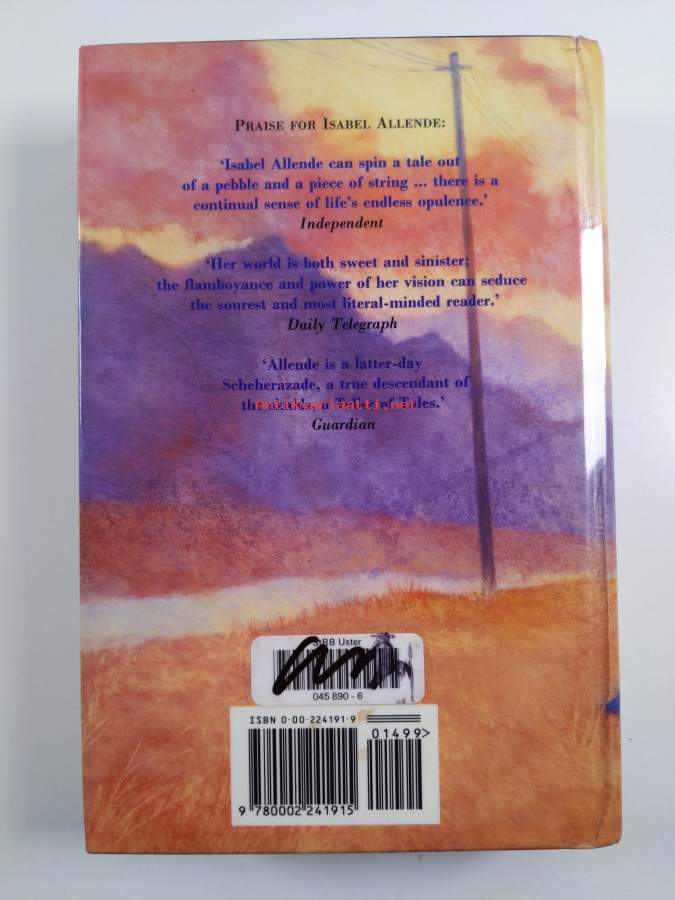 PRAISE FOR ISABEL ALLENDE:
‘Isabel Allende can spin a tale out
of a pebble and a piece of string ... there is a
continual sense of life’s endless opulence.’
Independent
‘Her world is both sweet and sinister;
the flamboyance and power of her vision can seduce
the sourest and most literal-minded reader.’
Daily Telegraph
‘Allende is a latter-day
Scheherazade, a true descendant of
Tales.’
Antikvariaatti.net
Guardian
Uster
045 890 - 6
ISBN 0-00-224191-9
01499>
9 780002 241915